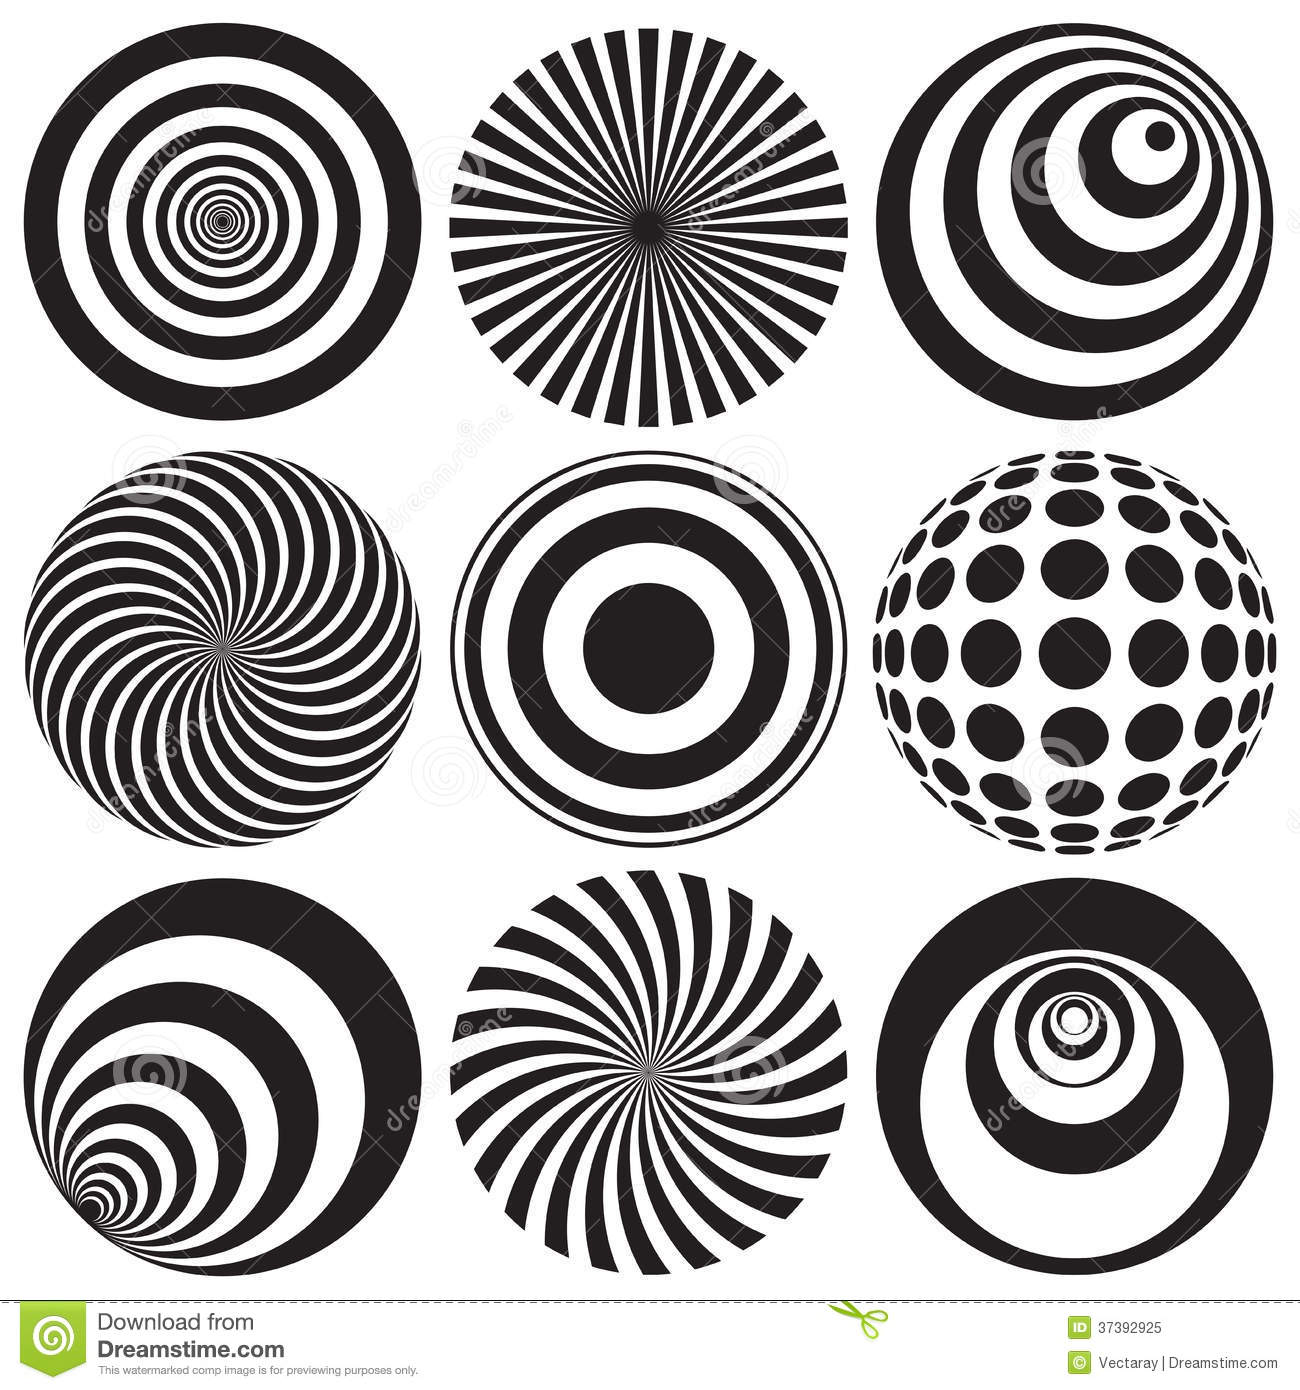 Download from
Dreamstime.com
This watermarked comp image is for previewing purposes only.
ID 37392925
© Vectaray | Dreamstime.com